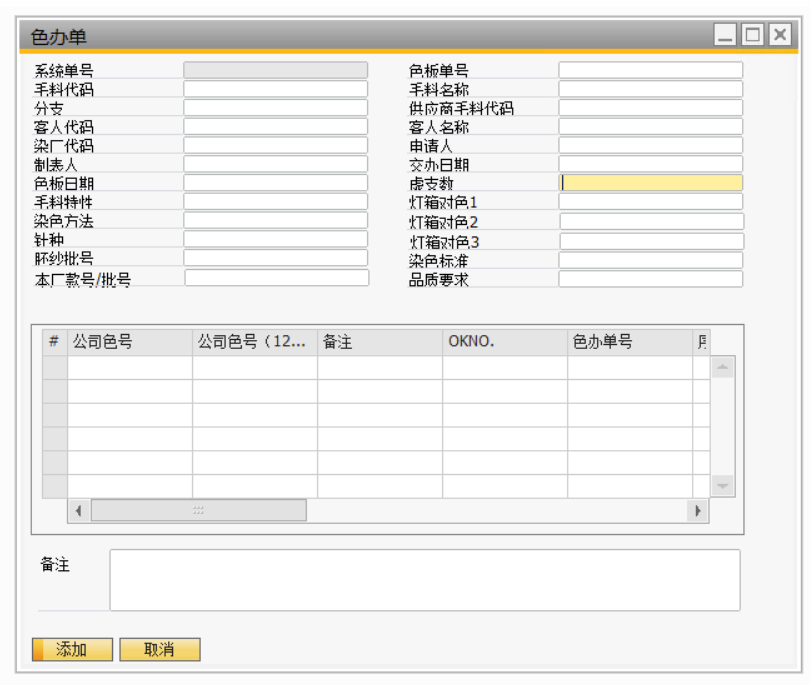 色办单
系统单号 色板单号
毛料代码 毛料名称
分支 供应商毛料代码
客人代码 客人名称
染厂代码 申请人
制表人 交办日期
色板日期 虚支数
毛料特性 灯箱对色1
染色方法 灯箱对色2
针种 灯箱对色3
胚纱批号 染色标准
本厂款号/批号 品质要求
# 公司色号 公司色号（12... 备注 OKNO. 色办单号
备注
添加 取消